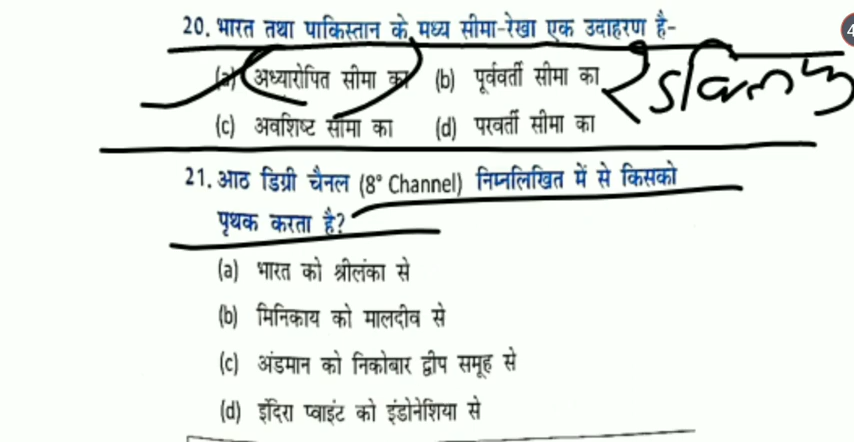 20. भारत तथा पाकिस्तान के मध्य सीमा-रेखा एक उदाहरण है-
(a) अध्यारोपित सीमा का (b) पूर्ववर्ती सीमा का
(c) अवशिष्ट सीमा का (d) परवर्ती सीमा का
21. आठ डिग्री चैनल (8° Channel) निम्नलिखित में से किसको
पृथक करता है?
(a) भारत को श्रीलंका से
(b) मिनिकाय को मालदीव से
(c) अंडमान को निकोबार द्वीप समूह से
(d) इंदिरा प्वाइंट को इंडोनेशिया से
4